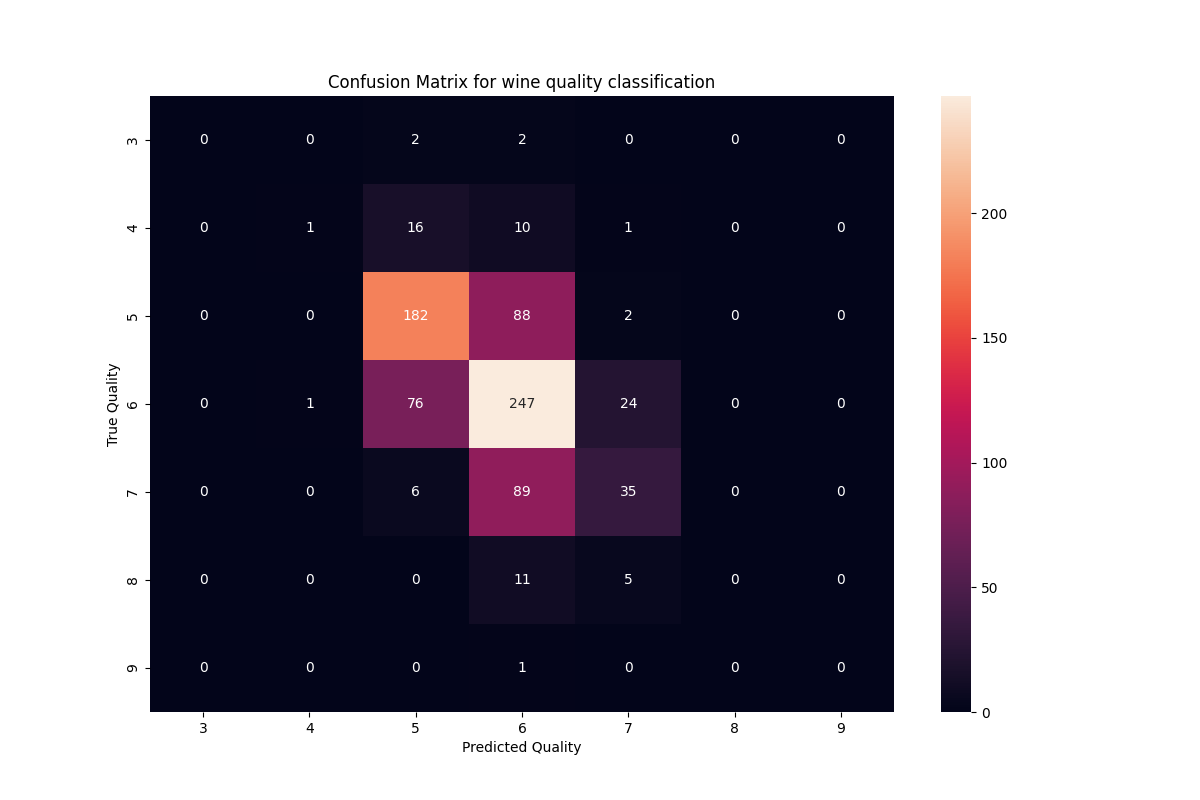 Confusion Matrix for wine quality classification
3 0 0 2 2 0 0 0
4 0 1 16 10 1 0 0
200
5 0 0 182 88 2 0 0
150
True Quality
6 0 1 76 247 24 0 0
100
7 0 0 6 89 35 0 0
50
8 0 0 0 11 5 0 0
9 0 0 0 1 0 0 0
0
3 4 5 6 7 8 9
Predicted Quality